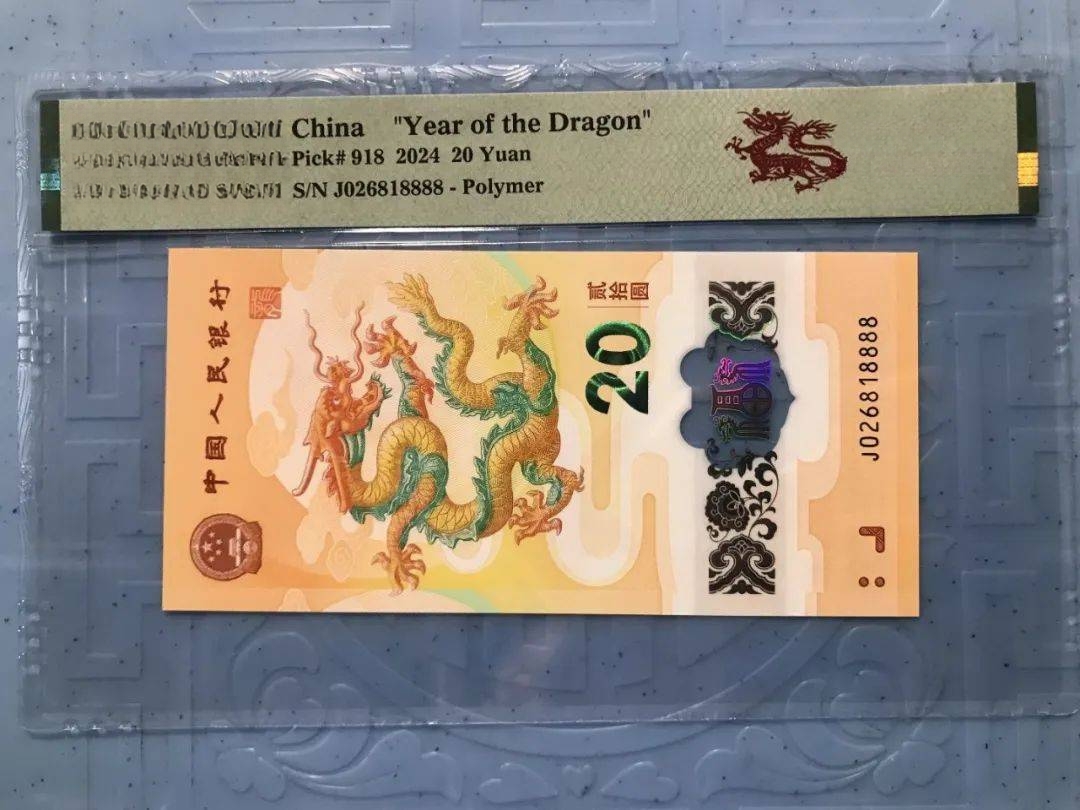 China "Year of the Dragon"
Pick# 918 2024 20 Yuan
S/N J026818888 - Polymer
中国人民银行
贰拾圆
20
J026818888